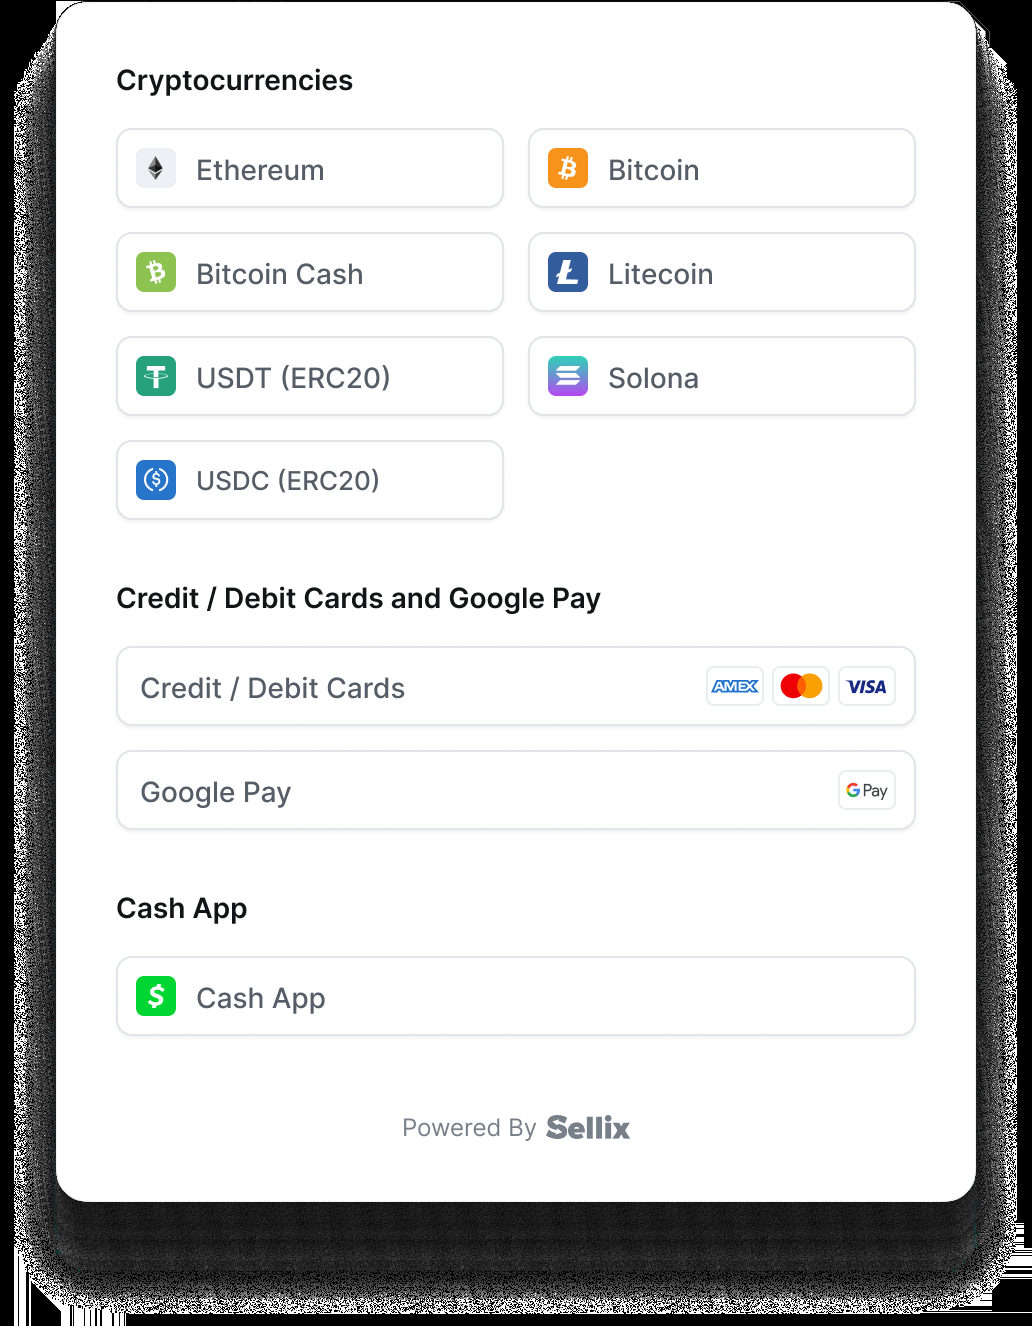 Cryptocurrencies
Ethereum
Bitcoin
Bitcoin Cash
Litecoin
USDT (ERC20)
Solona
USDC (ERC20)
Credit / Debit Cards and Google Pay
Credit / Debit Cards AMEX VISA
Google Pay G Pay
Cash App
Cash App
Powered By Sellix